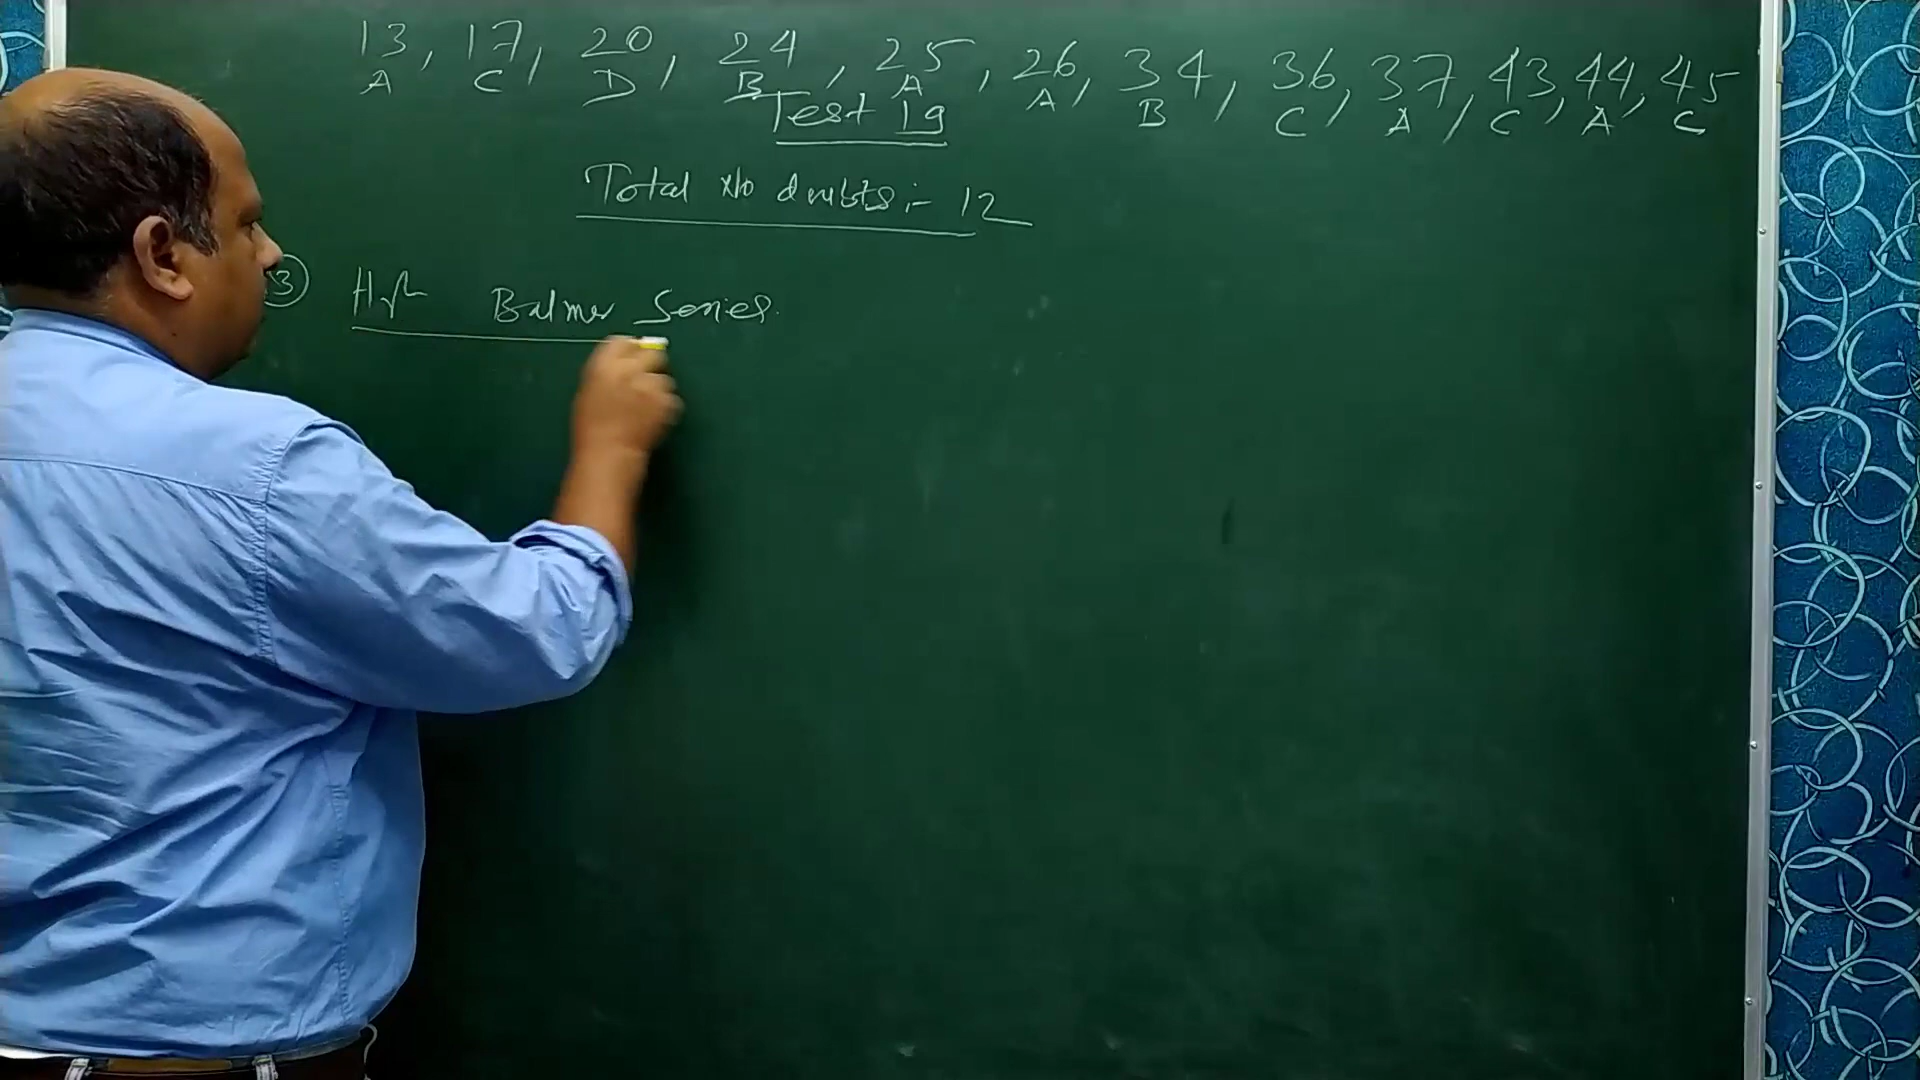 13, 17, 20, 24, 25, 26, 34, 36, 37, 43, 44, 45
A C D B A A B C A C A C
Test 19
Total No doubts :- 12
3 Balmer Series.